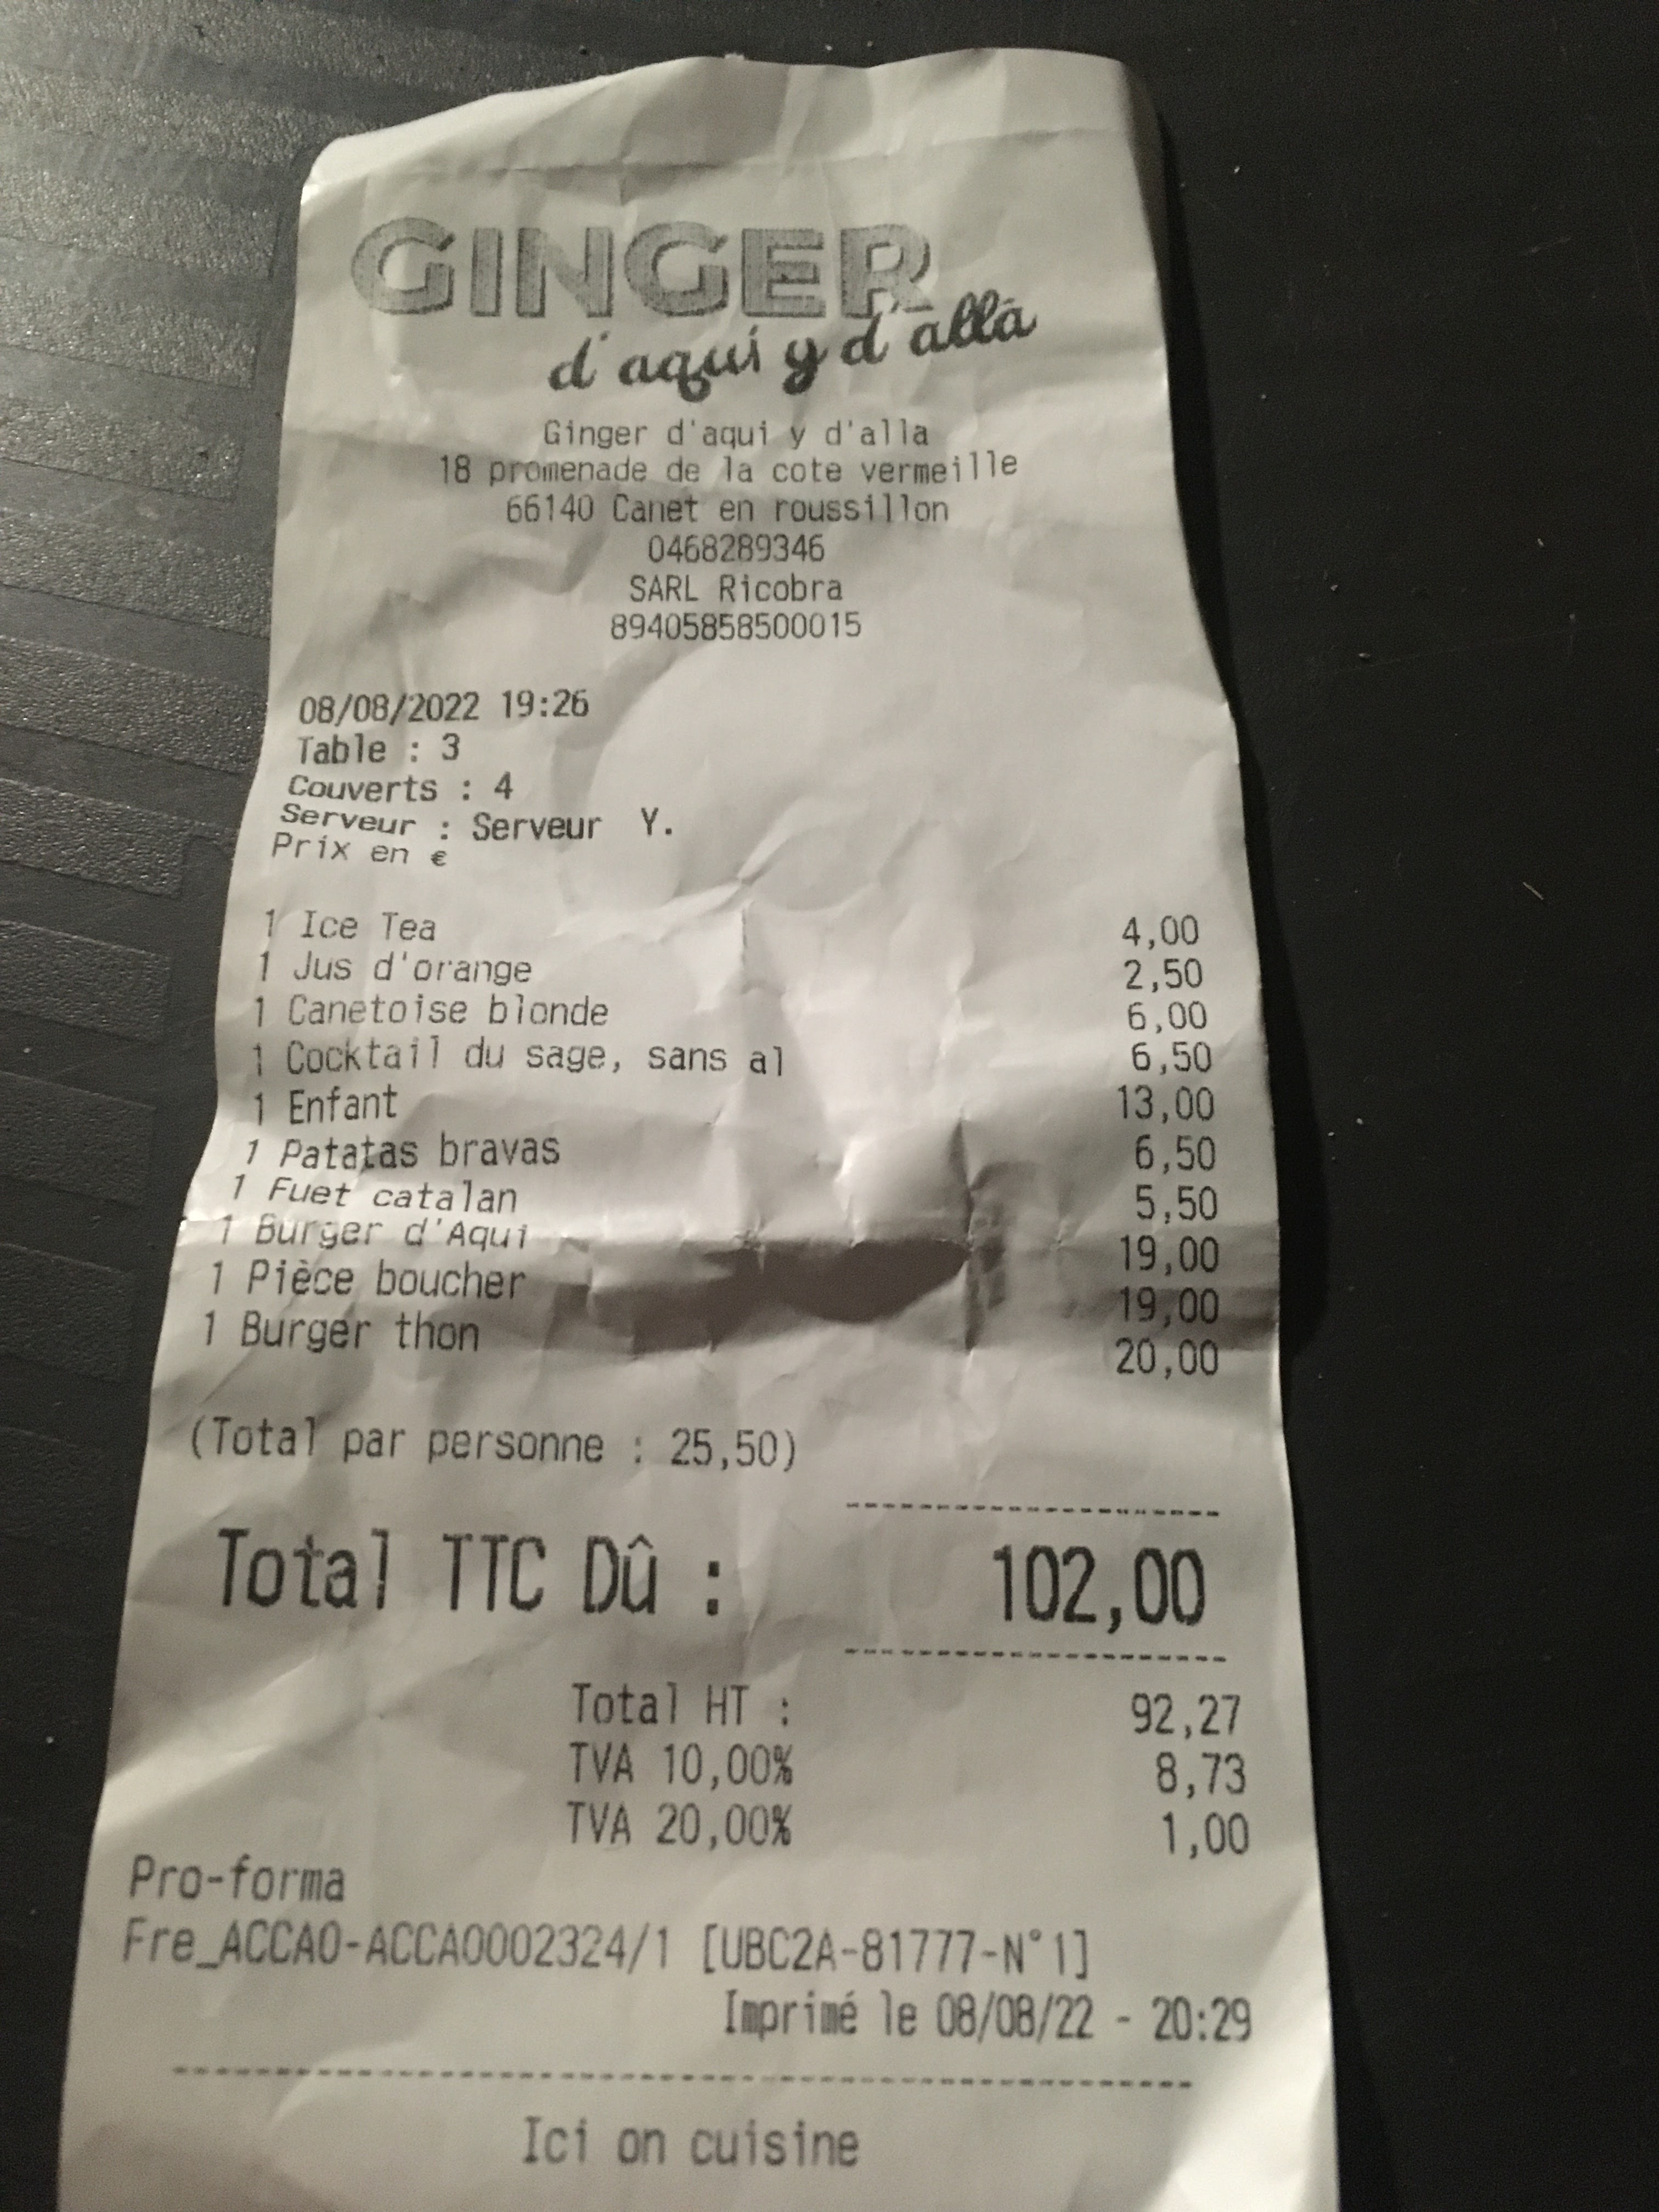 GINGER
d'aqui y d'allà
Ginger d'aqui y d'alla
18 promenade de la cote vermeille
66140 Canet en roussillon
0468289346
SARL Ricobra
89405858500015
08/08/2022 19:26
Table : 3
Couverts : 4
Serveur : Serveur Y.
Prix en €
1 Ice Tea 4,00
1 Jus d'orange 2,50
1 Canetoise blonde 6,00
1 Cocktail du sage, sans al 6,50
1 Enfant 13,00
1 Patatas bravas 6,50
1 Fuet catalan 5,50
1 Burger d'Aqui 19,00
1 Pièce boucher 19,00
1 Burger thon 20,00
(Total par personne : 25,50)
Total TTC Dû : 102,00
Total HT : 92,27
TVA 10,00% 8,73
TVA 20,00% 1,00
Pro-forma
Fre_ACCAO-ACCA0002324/1 [UBC2A-81777-N°1]
Imprimé le 08/08/22 - 20:29
Ici on cuisine